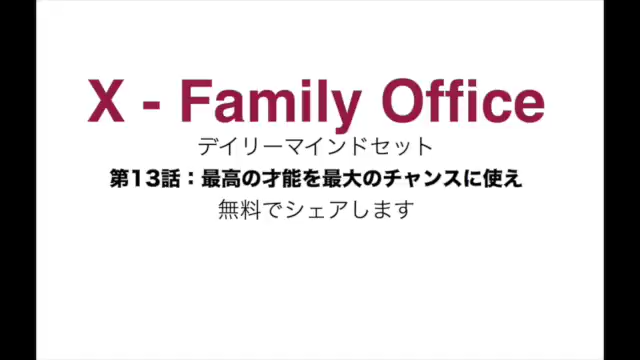 X - Family Office
デイリーマインドセット
第13話：最高の才能を最大のチャンスに使え
無料でシェアします